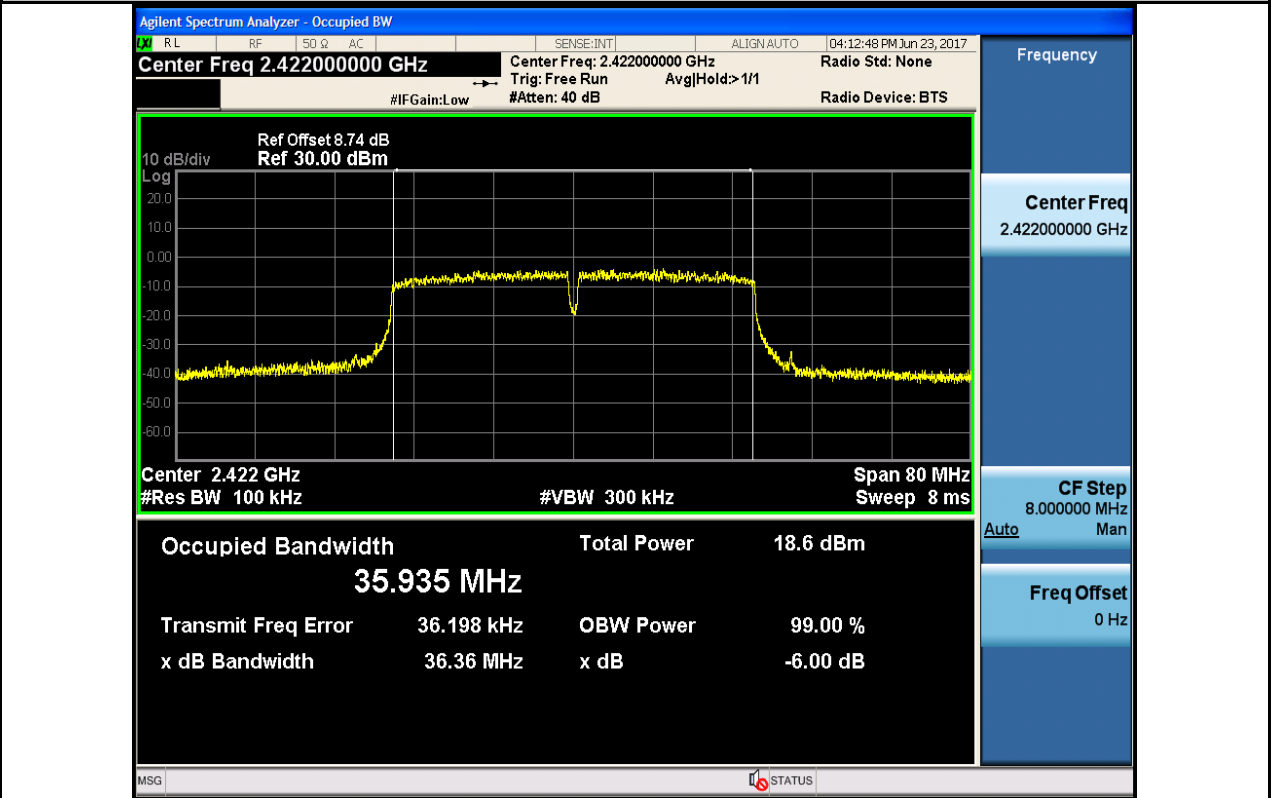 Agilent Spectrum Analyzer - Occupied BW
LXI RL RF 50 Ω AC SENSE:INT ALIGN AUTO 04:12:48 PM Jun 23, 2017
Center Freq 2.422000000 GHz
Center Freq: 2.422000000 GHz
Radio Std: None
Trig: Free Run Avg|Hold:>1/1
#IFGain:Low
#Atten: 40 dB
Radio Device: BTS
Frequency
Ref Offset 8.74 dB
10 dB/div Ref 30.00 dBm
Log
20.0
10.0
0.00
-10.0
-20.0
-30.0
-40.0
-50.0
-60.0
Center 2.422 GHz Span 80 MHz
#Res BW 100 kHz #VBW 300 kHz Sweep 8 ms
Occupied Bandwidth Total Power 18.6 dBm
35.935 MHz
Transmit Freq Error 36.198 kHz OBW Power 99.00 %
x dB Bandwidth 36.36 MHz x dB -6.00 dB
Center Freq
2.422000000 GHz
CF Step
8.000000 MHz
Auto Man
Freq Offset
0 Hz
MSG STATUS